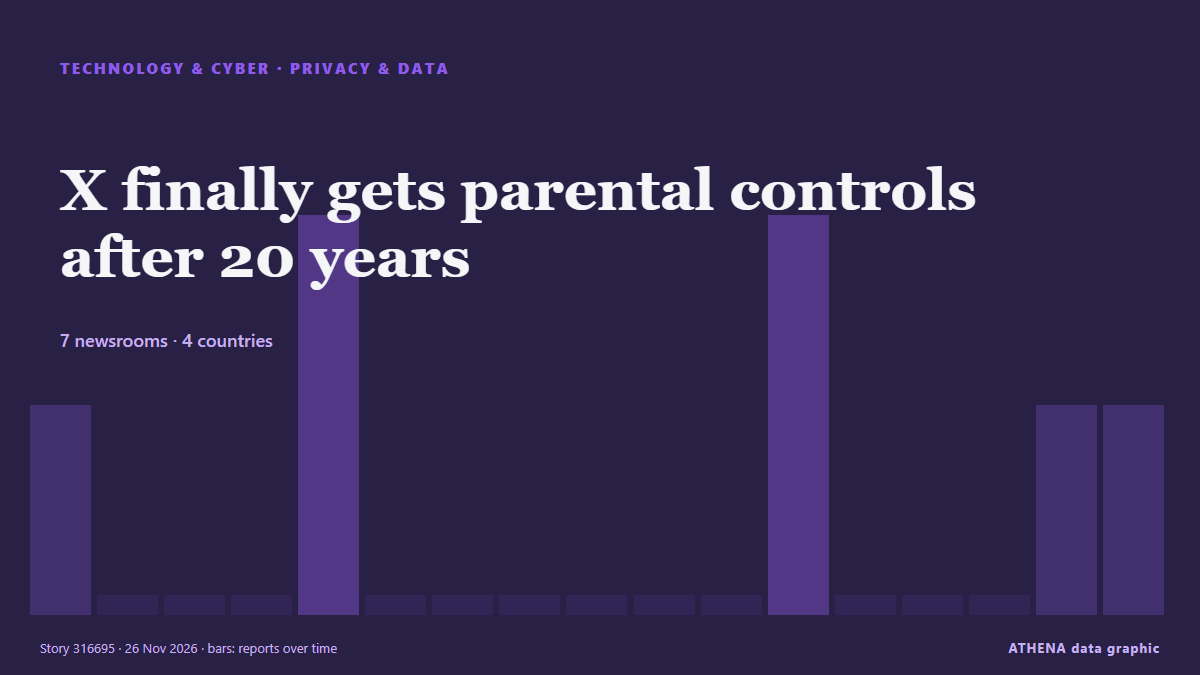 TECHNOLOGY & CYBER · PRIVACY & DATA
X finally gets parental controls
after 20 years
7 newsrooms · 4 countries
Story 316695 · 26 Nov 2026 · bars: reports over time
ATHENA data graphic